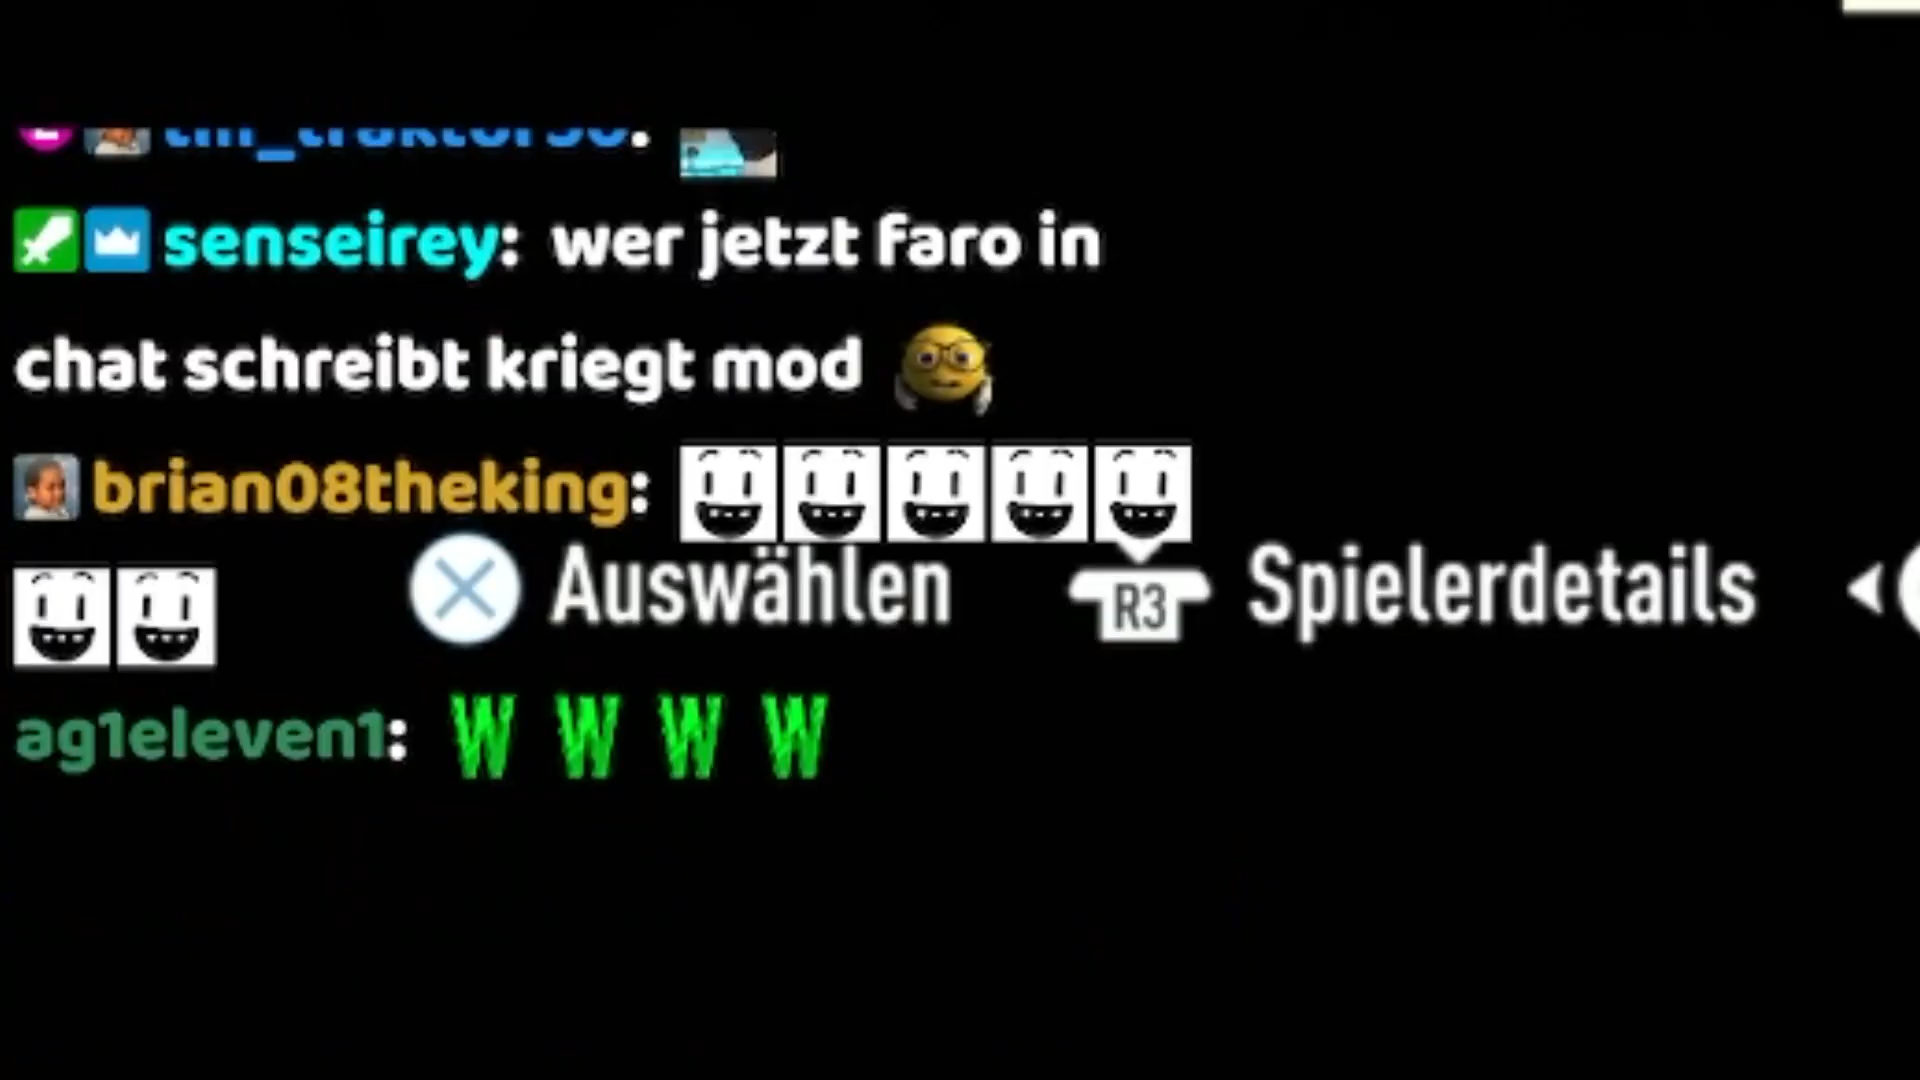 senseirey: wer jetzt faro in
chat schreibt kriegt mod
brian08theking:
Auswählen R3 Spielerdetails
ag1eleven1: W W W W